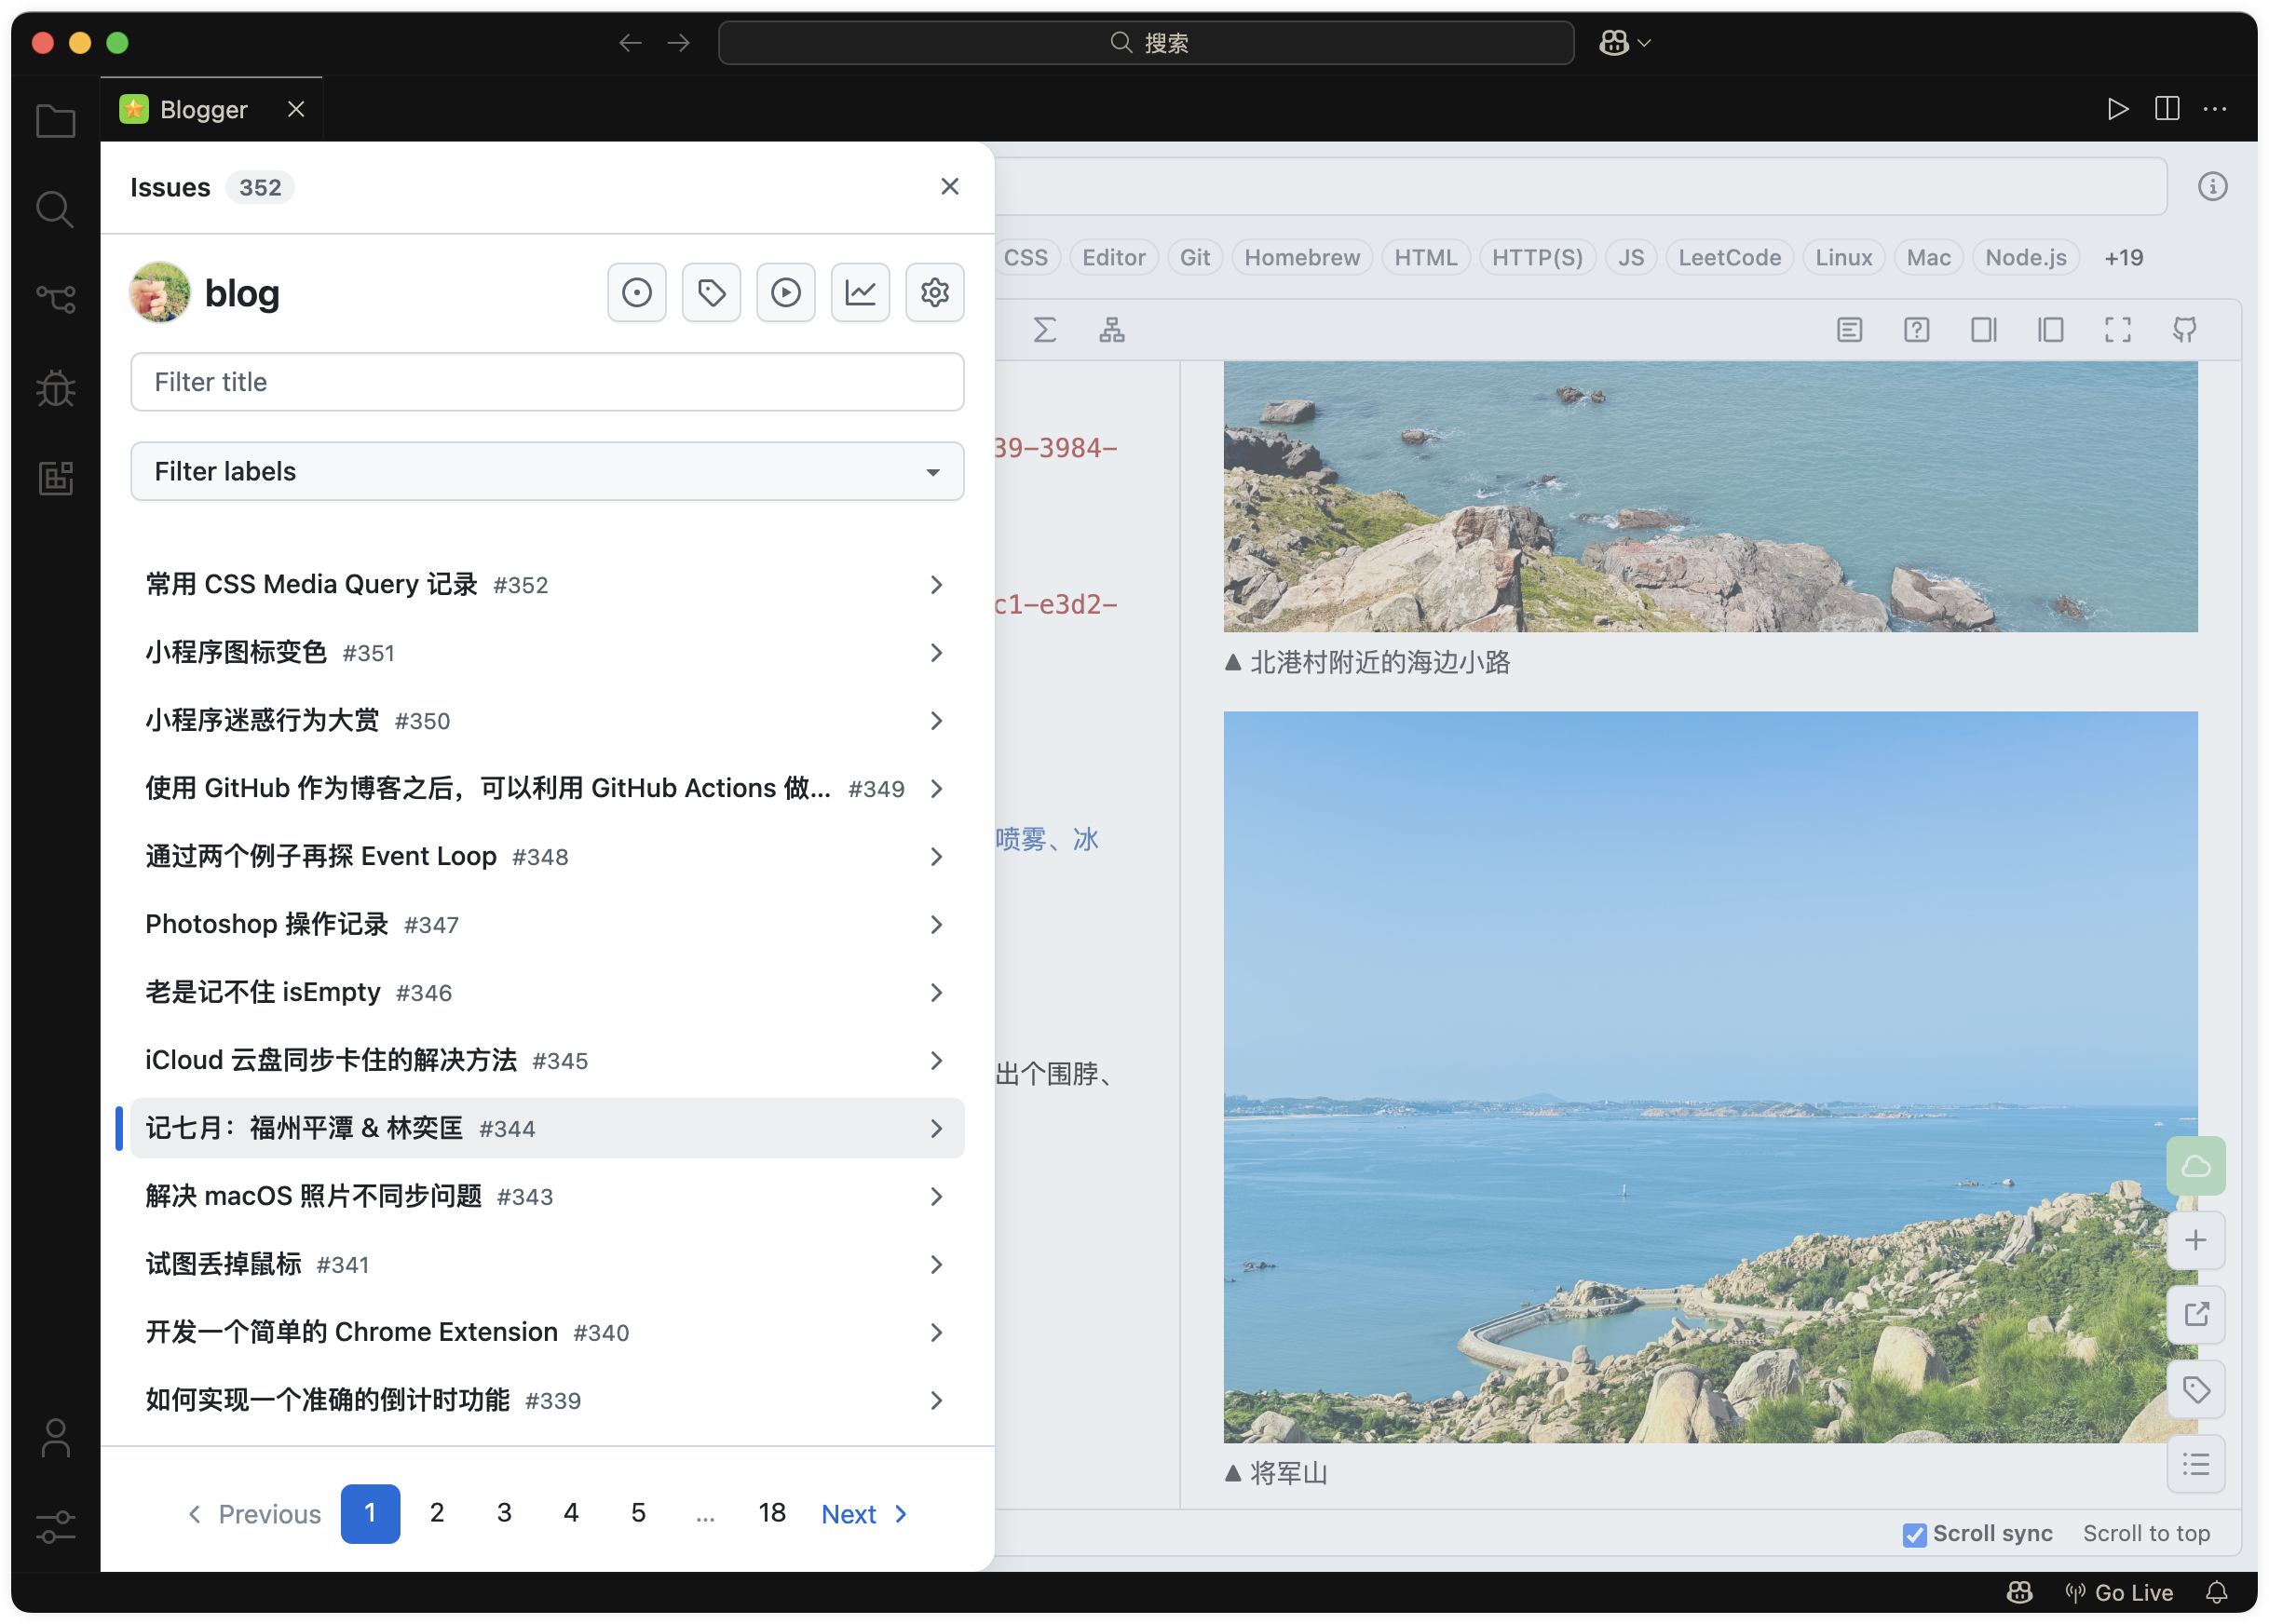 搜索
Blogger
Issues 352
CSS Editor Git Homebrew HTML HTTP(S) JS LeetCode Linux Mac Node.js +19
blog
Filter title
Filter labels
常用 CSS Media Query 记录 #352
小程序图标变色 #351
小程序迷惑行为大赏 #350
使用 GitHub 作为博客之后，可以利用 GitHub Actions 做... #349
通过两个例子再探 Event Loop #348
Photoshop 操作记录 #347
老是记不住 isEmpty #346
iCloud 云盘同步卡住的解决方法 #345
记七月：福州平潭 & 林奕匡 #344
解决 macOS 照片不同步问题 #343
试图丢掉鼠标 #341
开发一个简单的 Chrome Extension #340
如何实现一个准确的倒计时功能 #339
Previous 1 2 3 4 5 ... 18 Next
39-3984-
c1-e3d2-
喷雾、冰
出个围脖、
▲ 北港村附近的海边小路
▲ 将军山
Scroll sync Scroll to top
Go Live